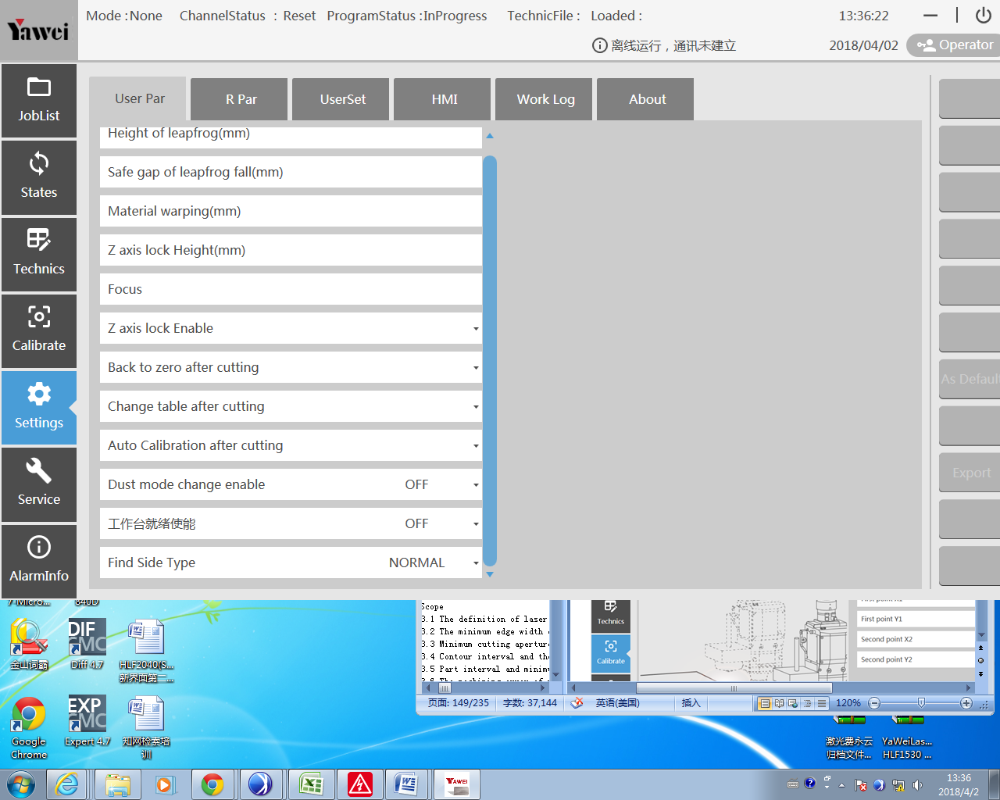 Yawei
Mode : None ChannelStatus : Reset ProgramStatus : InProgress TechnicFile : Loaded : 13:36:22
离线运行，通讯未建立 2018/04/02 Operator
JobList
States
Technics
Calibrate
Settings
Service
AlarmInfo
User Par R Par UserSet HMI Work Log About
Height of leapfrog(mm)
Safe gap of leapfrog fall(mm)
Material warping(mm)
Z axis lock Height(mm)
Focus
Z axis lock Enable
Back to zero after cutting
Change table after cutting
Auto Calibration after cutting
Dust mode change enable OFF
工作台就绪使能 OFF
Find Side Type NORMAL
As Default
Export
7-Micro... 840D
金山词霸
DIF
CMC
Diff 4.7
HLF2040(S...
新界面第二...
Google
Chrome
EXP
CMC
Expert 4.7
知网检索培
训
Scope
3.1 The definition of laser
3.2 The minimum edge width
3.3 Minimum cutting aperture
3.4 Contour interval and the
3.5 Part interval and minimu
Technics
Calibrate
First point Y1
Second point X2
Second point Y2
页面: 149/235 字数: 37,144 英语(美国) 插入 120%
激光龚永云
归档文件...
YaWeiLas...
HLF1530 ...
YAWEI
13:36
2018/4/2